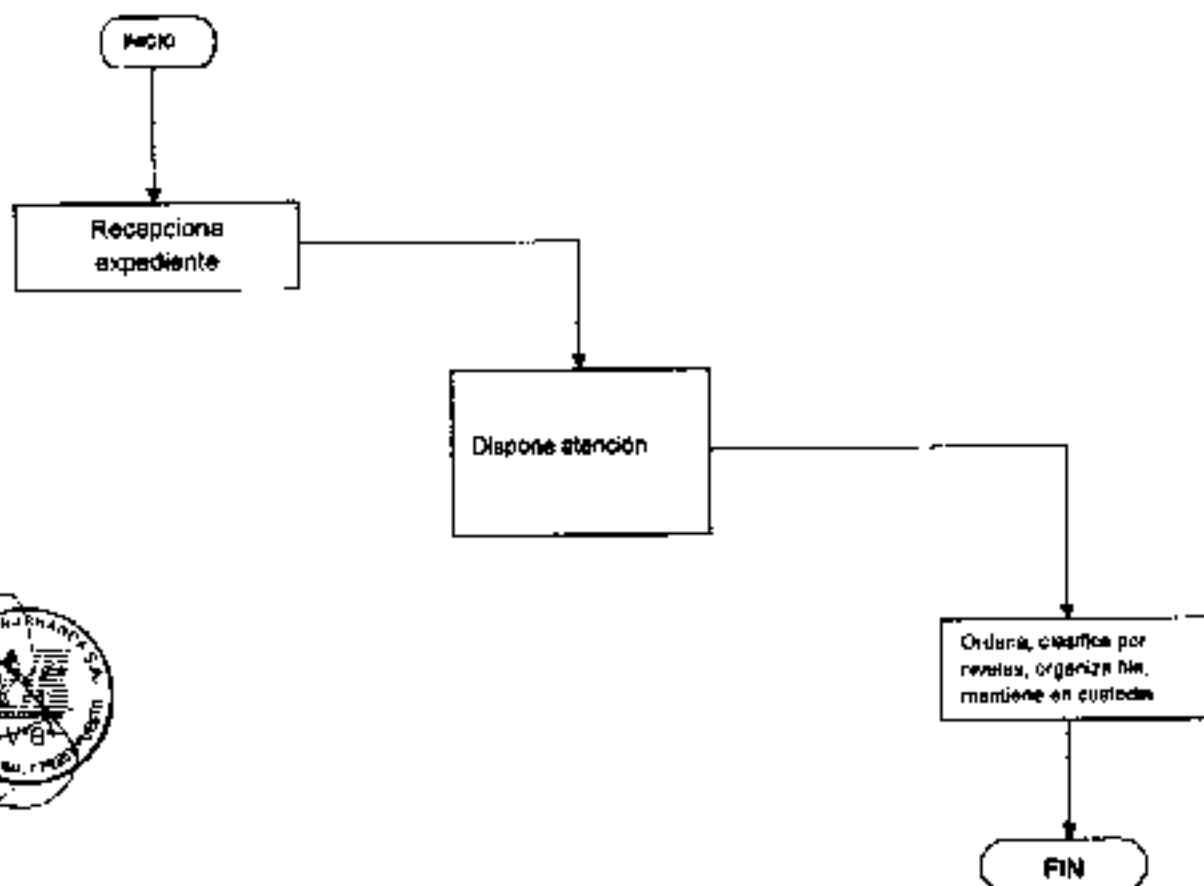 INICIO
Recepciona
expediente
Dispone atención
Ordena, clasifica por
niveles, organiza file,
mantiene en custodia
FIN